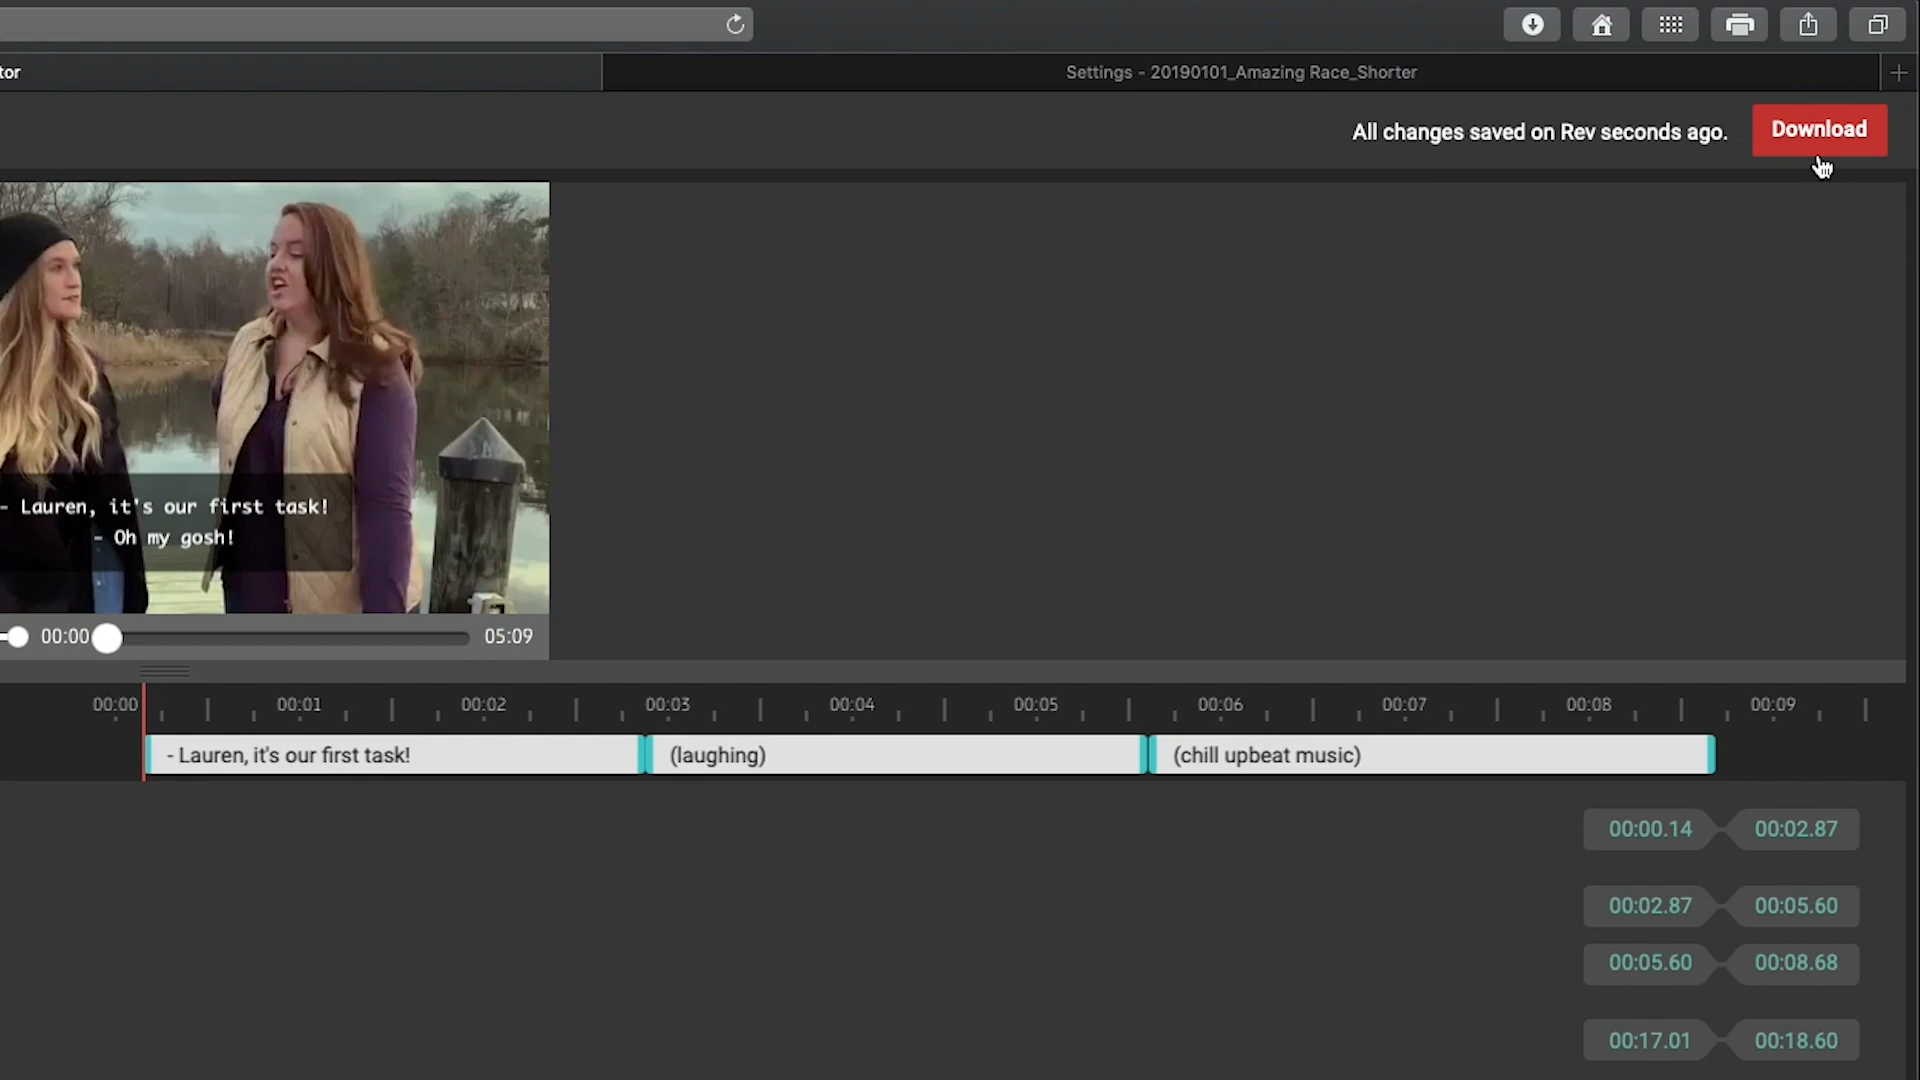 tor
Settings - 20190101_Amazing Race_Shorter
All changes saved on Rev seconds ago.
Download
- Lauren, it's our first task!
- Oh my gosh!
00:00
05:09
00:00 00:01 00:02 00:03 00:04 00:05 00:06 00:07 00:08 00:09
- Lauren, it's our first task! (laughing) (chill upbeat music)
00:00.14 00:02.87
00:02.87 00:05.60
00:05.60 00:08.68
00:17.01 00:18.60